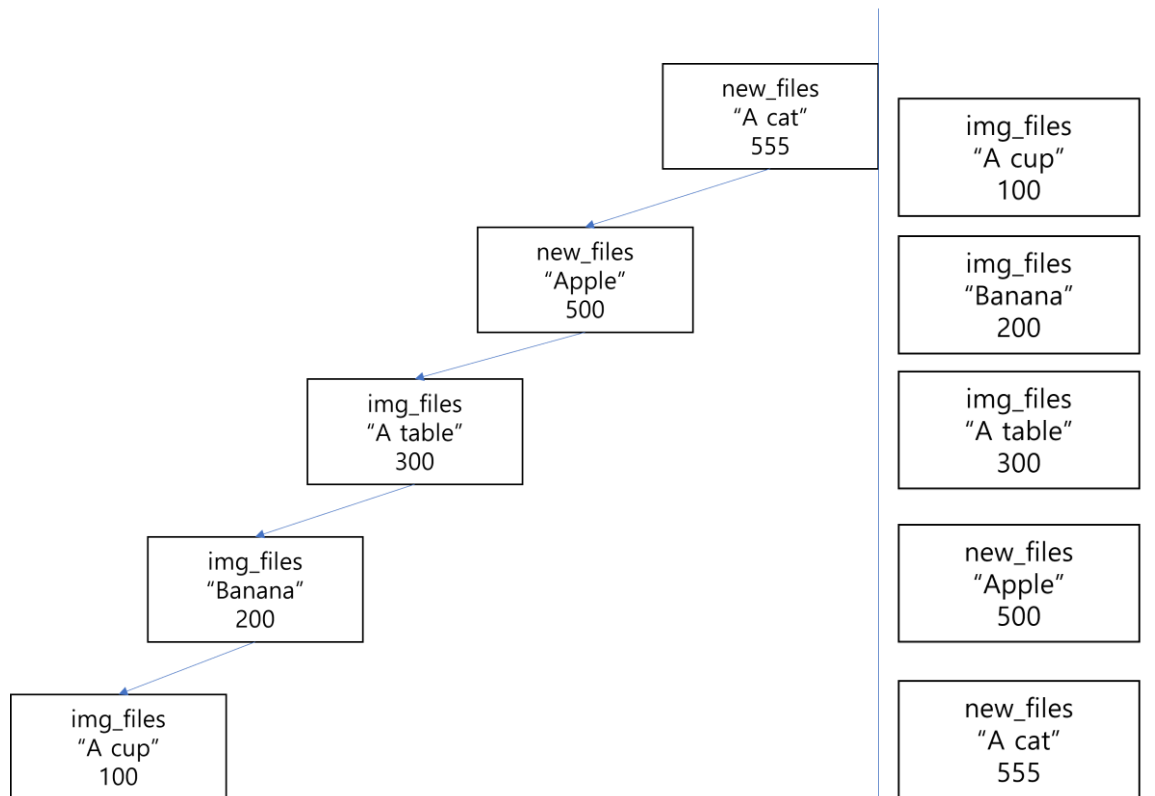 new_files
“A cat”
555
new_files
“Apple”
500
img_files
“A table”
300
img_files
“Banana”
200
img_files
“A cup”
100
img_files
“A cup”
100
img_files
“Banana”
200
img_files
“A table”
300
new_files
“Apple”
500
new_files
“A cat”
555